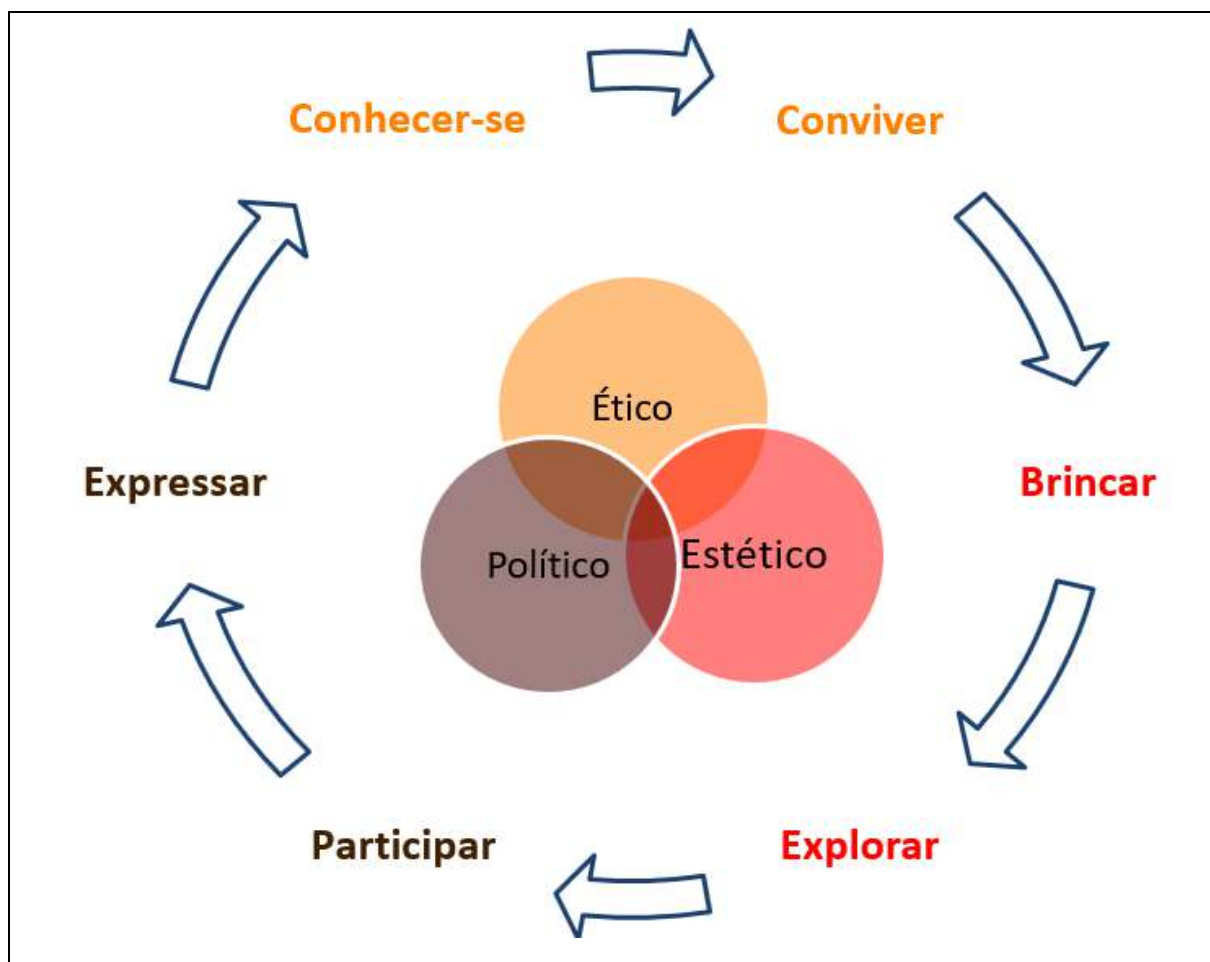 Conhecer-se
Conviver
Ético
Expressar
Brincar
Político
Estético
Participar
Explorar